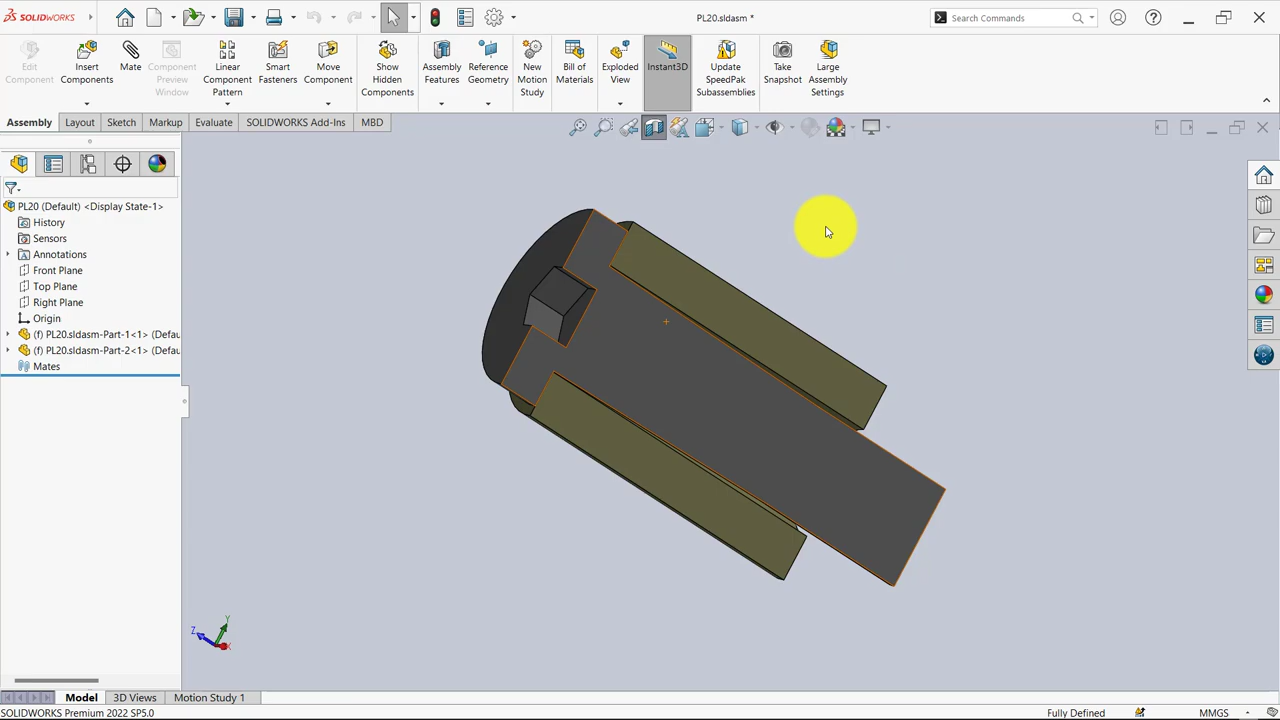 SOLIDWORKS
PL20.sldasm *
Search Commands
Edit
Component
Insert
Components
Mate
Component
Preview
Window
Linear
Component
Pattern
Smart
Fasteners
Move
Component
Show
Hidden
Components
Assembly
Features
Reference
Geometry
New
Motion
Study
Bill of
Materials
Exploded
View
Instant3D
Update
SpeedPak
Subassemblies
Take
Snapshot
Large
Assembly
Settings
Assembly Layout Sketch Markup Evaluate SOLIDWORKS Add-Ins MBD
PL20 (Default) <Display State-1>
History
Sensors
Annotations
Front Plane
Top Plane
Right Plane
Origin
(f) PL20.sldasm-Part-1<1> (Defau
(f) PL20.sldasm-Part-2<1> (Defau
Mates
Y
Z
X
Model 3D Views Motion Study 1
SOLIDWORKS Premium 2022 SP5.0
Fully Defined
MMGS